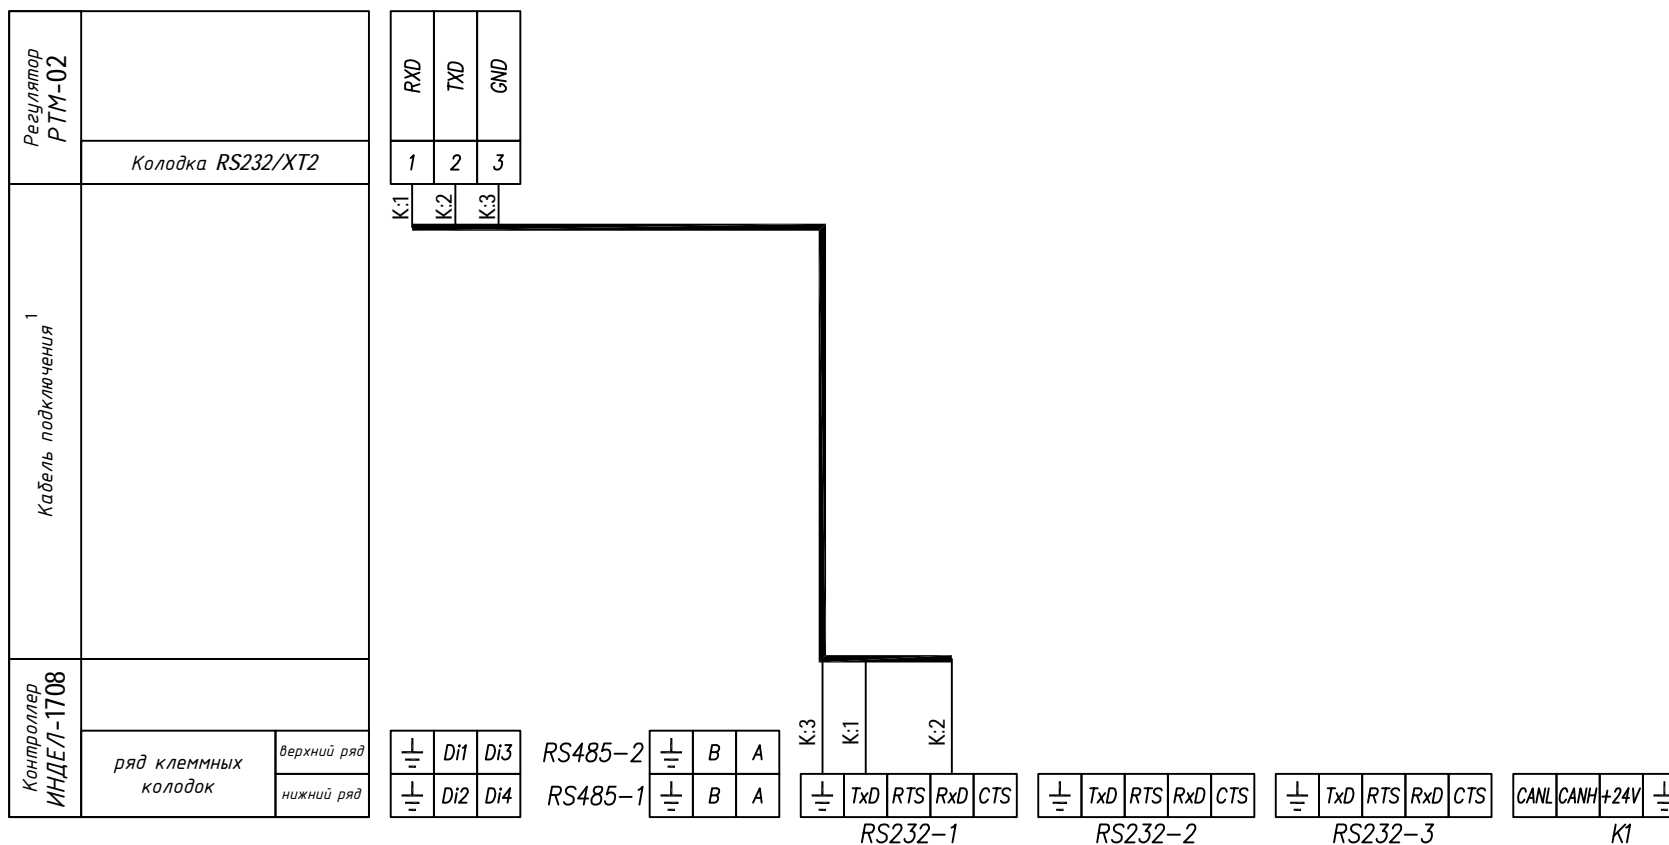 Регулятор
РТМ-02
Колодка RS232/XT2
RXD TXD GND
1 2 3
К:1 К:2 К:3
Кабель подключения 1
Контроллер
ИНДЕЛ-1708
ряд клеммных
колодок
верхний ряд
нижний ряд
Di1 Di3
Di2 Di4
RS485-2 B A
RS485-1 B A
К:3 К:1 К:2
TxD RTS RxD CTS
RS232-1
TxD RTS RxD CTS
RS232-2
TxD RTS RxD CTS
RS232-3
CANL CANH +24V
К1